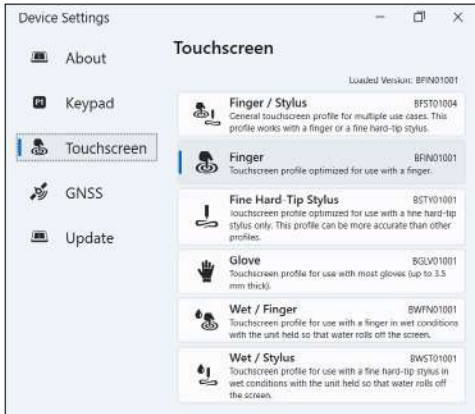 Device Settings
About
P1
Keypad
Touchscreen
GNSS
Update
Touchscreen
Loaded Version: BFIN01001
Finger / Stylus BFST01004
General touchscreen profile for multiple use cases. This
profile works with a finger or a fine hard-tip stylus.
Finger BFIN01001
Touchscreen profile optimized for use with a finger.
Fine Hard-Tip Stylus BSTY01001
Touchscreen profile optimized for use with a fine hard-tip
stylus only. This profile can be more accurate than other
profiles.
Glove BGLV01001
Touchscreen profile for use with most gloves (up to 3.5
mm thick).
Wet / Finger BWFN01001
Touchscreen profile for use with a finger in wet conditions
with the unit held so that water rolls off the screen.
Wet / Stylus BWST01001
Touchscreen profile for use with a fine hard-tip stylus in
wet conditions with the unit held so that water rolls off
the screen.